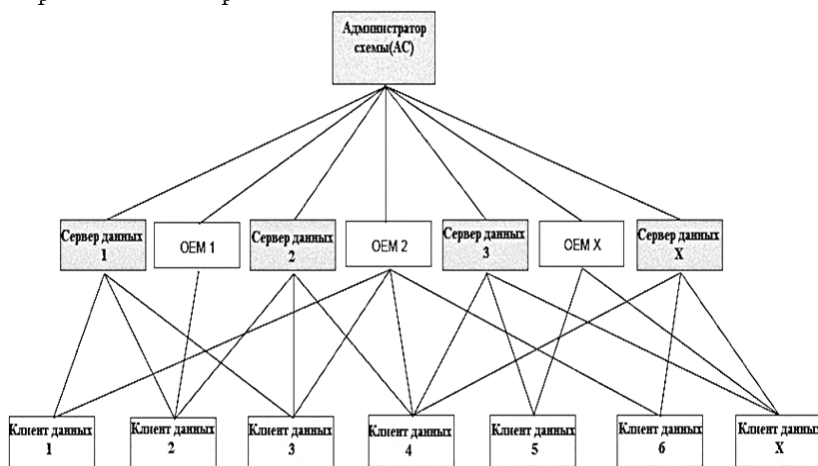 Администратор
схемы(АС)
Сервер данных
1
OEM 1
Сервер данных
2
OEM 2
Сервер данных
3
OEM X
Сервер данных
X
Клиент данных
1
Клиент данных
2
Клиент данных
3
Клиент данных
4
Клиент данных
5
Клиент данных
6
Клиент данных
X